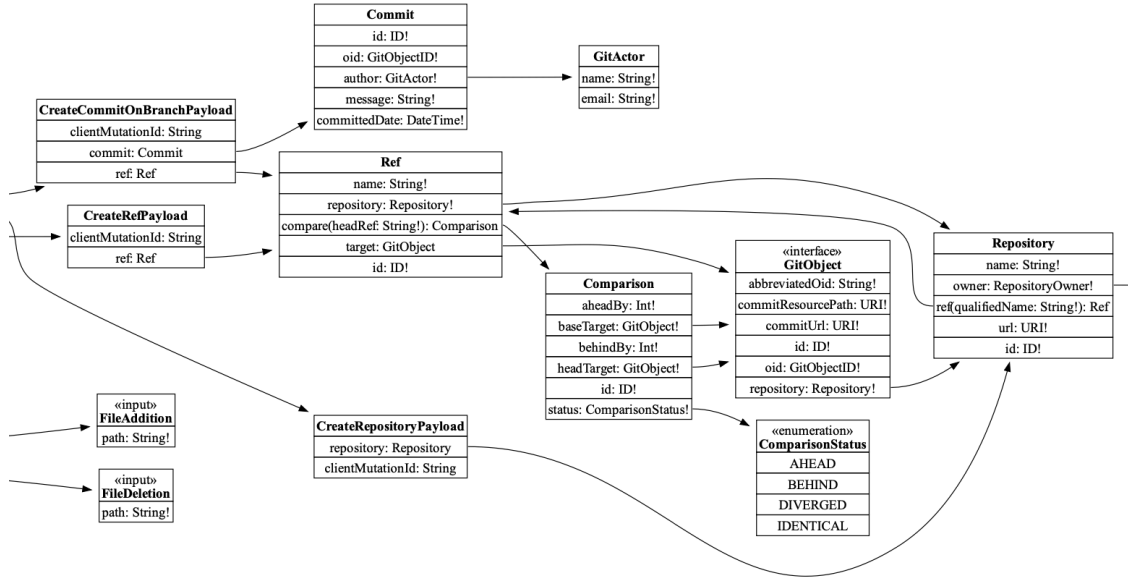 Commit
id: ID!
oid: GitObjectID!
author: GitActor!
message: String!
committedDate: DateTime!
GitActor
name: String!
email: String!
CreateCommitOnBranchPayload
clientMutationId: String
commit: Commit
ref: Ref
Ref
name: String!
repository: Repository!
compare(headRef: String!): Comparison
target: GitObject
id: ID!
CreateRefPayload
clientMutationId: String
ref: Ref
«interface»
GitObject
abbreviatedOid: String!
commitResourcePath: URI!
commitUrl: URI!
id: ID!
oid: GitObjectID!
repository: Repository!
Repository
name: String!
owner: RepositoryOwner!
ref(qualifiedName: String!): Ref
url: URI!
id: ID!
Comparison
aheadBy: Int!
baseTarget: GitObject!
behindBy: Int!
headTarget: GitObject!
id: ID!
status: ComparisonStatus!
«input»
FileAddition
path: String!
CreateRepositoryPayload
repository: Repository
clientMutationId: String
«enumeration»
ComparisonStatus
AHEAD
BEHIND
DIVERGED
IDENTICAL
«input»
FileDeletion
path: String!